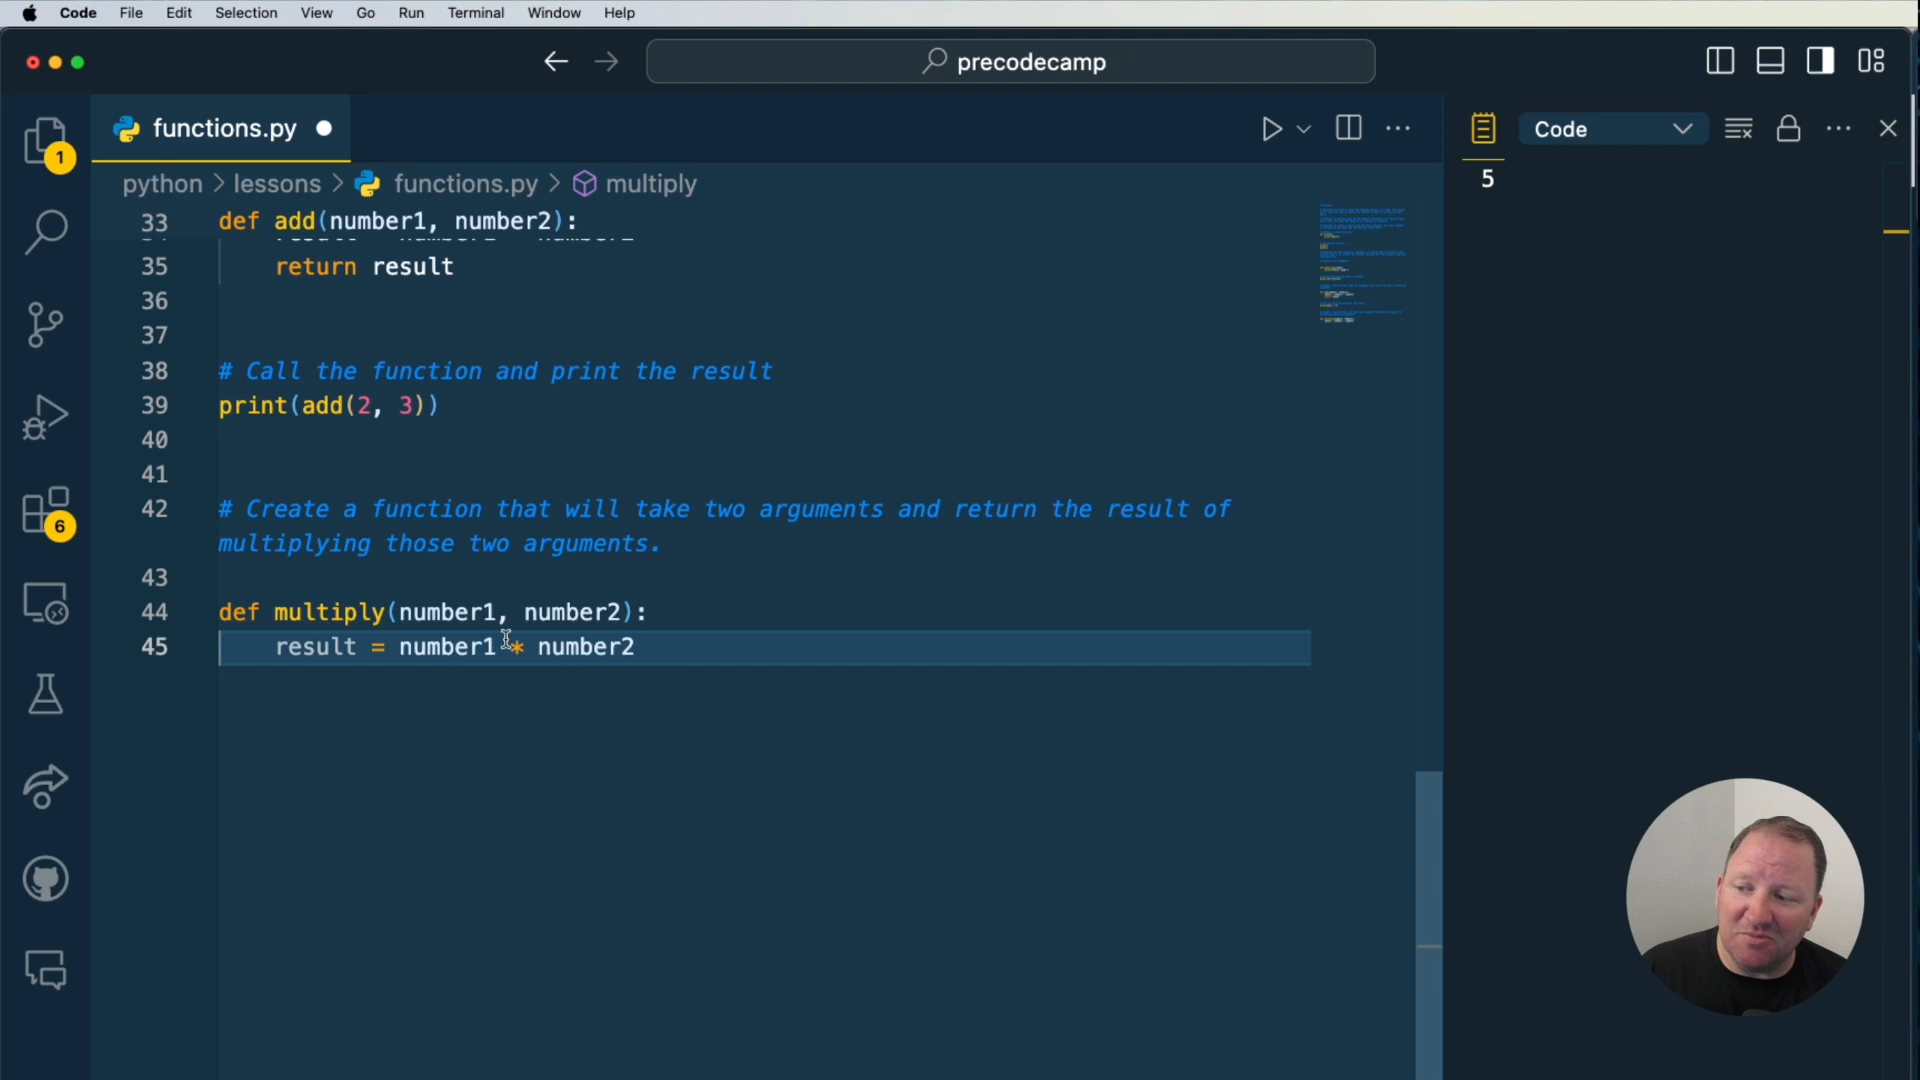 Code File Edit Selection View Go Run Terminal Window Help
precodecamp
functions.py
Code
python > lessons > functions.py > multiply
5
33 def add(number1, number2):
35 return result
36
37
38 # Call the function and print the result
39 print(add(2, 3))
40
41
42 # Create a function that will take two arguments and return the result of
multiplying those two arguments.
43
44 def multiply(number1, number2):
45 result = number1 * number2
1
6